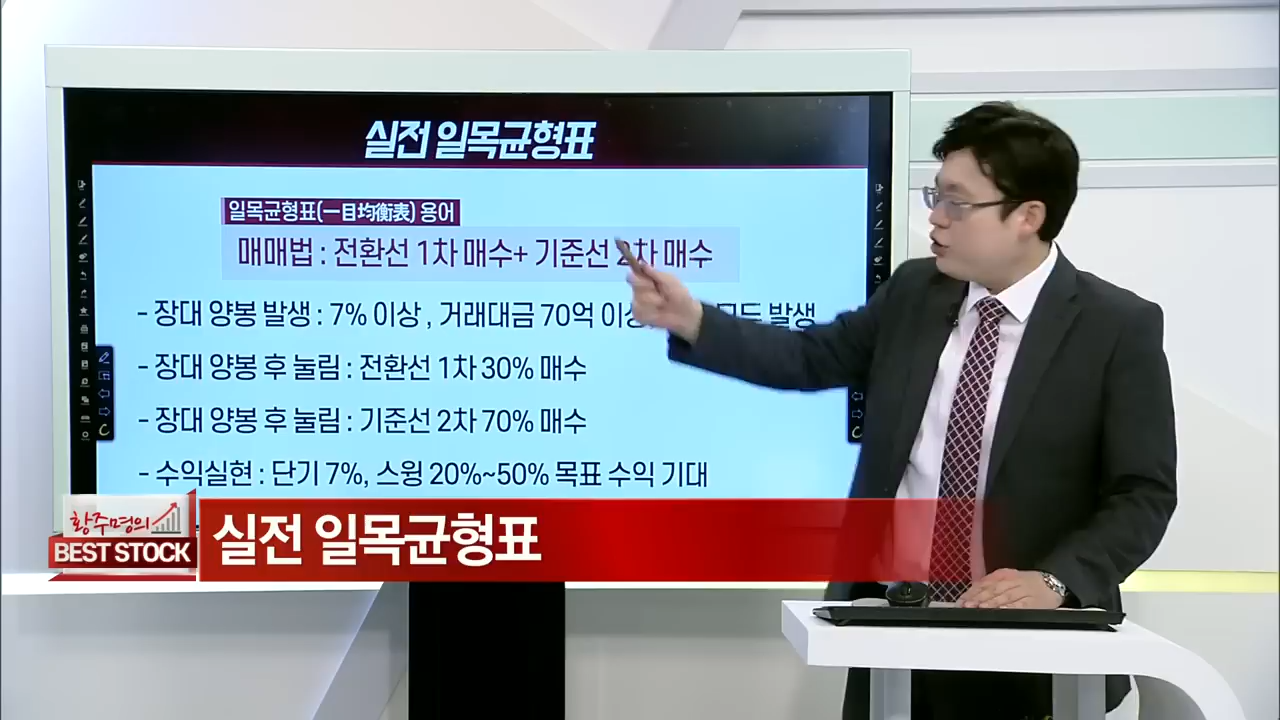 실전 일목균형표
일목균형표(一目均衡表) 용어
매매법 : 전환선 1차 매수+ 기준선 2차 매수
- 장대 양봉 발생 : 7% 이상 , 거래대금 70억 이상 발생
- 장대 양봉 후 눌림 : 전환선 1차 30% 매수
- 장대 양봉 후 눌림 : 기준선 2차 70% 매수
- 수익실현 : 단기 7%, 스윙 20%~50% 목표 수익 기대
황주명의
BEST STOCK
실전 일목균형표